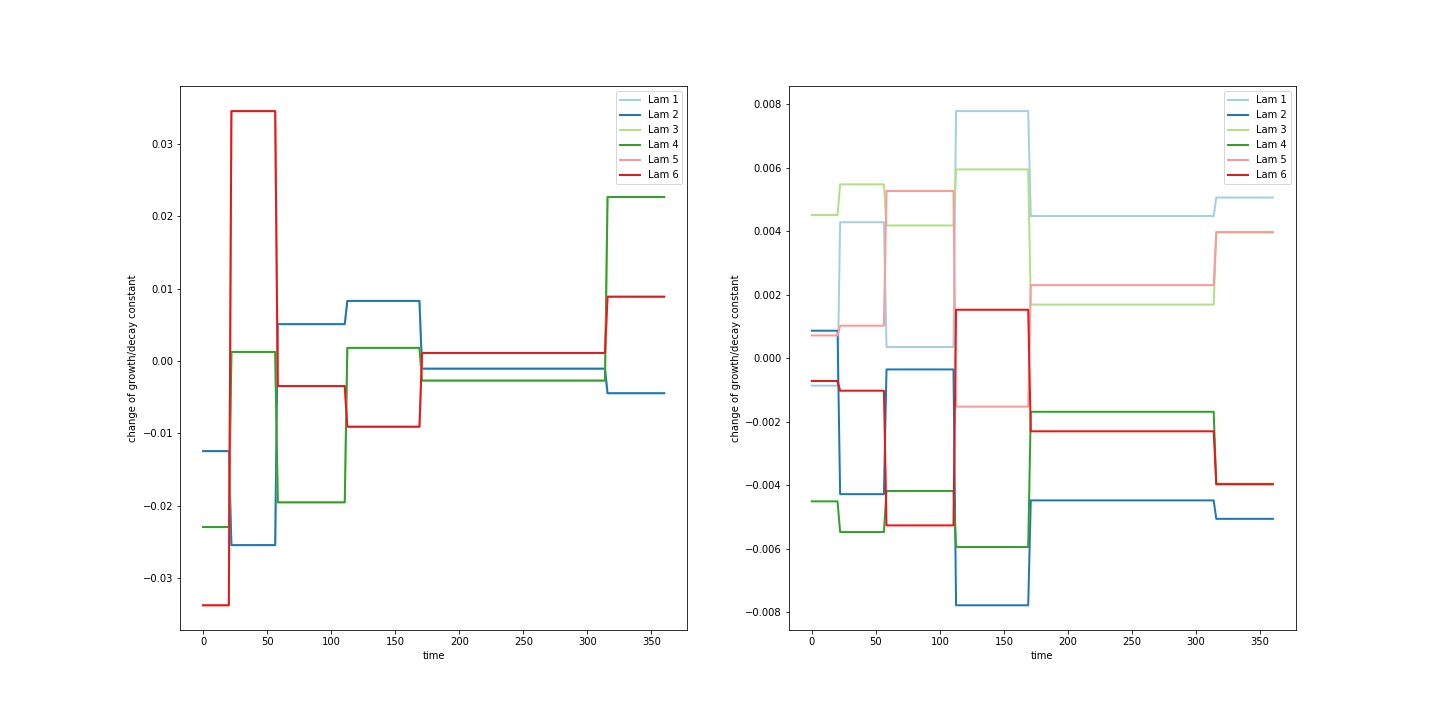 change of growth/decay constant
0.03
0.02
0.01
0.00
−0.01
−0.02
−0.03
0
50
100
150
200
250
300
350
time
Lam 1
Lam 2
Lam 3
Lam 4
Lam 5
Lam 6
change of growth/decay constant
0.008
0.006
0.004
0.002
0.000
−0.002
−0.004
−0.006
−0.008
0
50
100
150
200
250
300
350
time
Lam 1
Lam 2
Lam 3
Lam 4
Lam 5
Lam 6